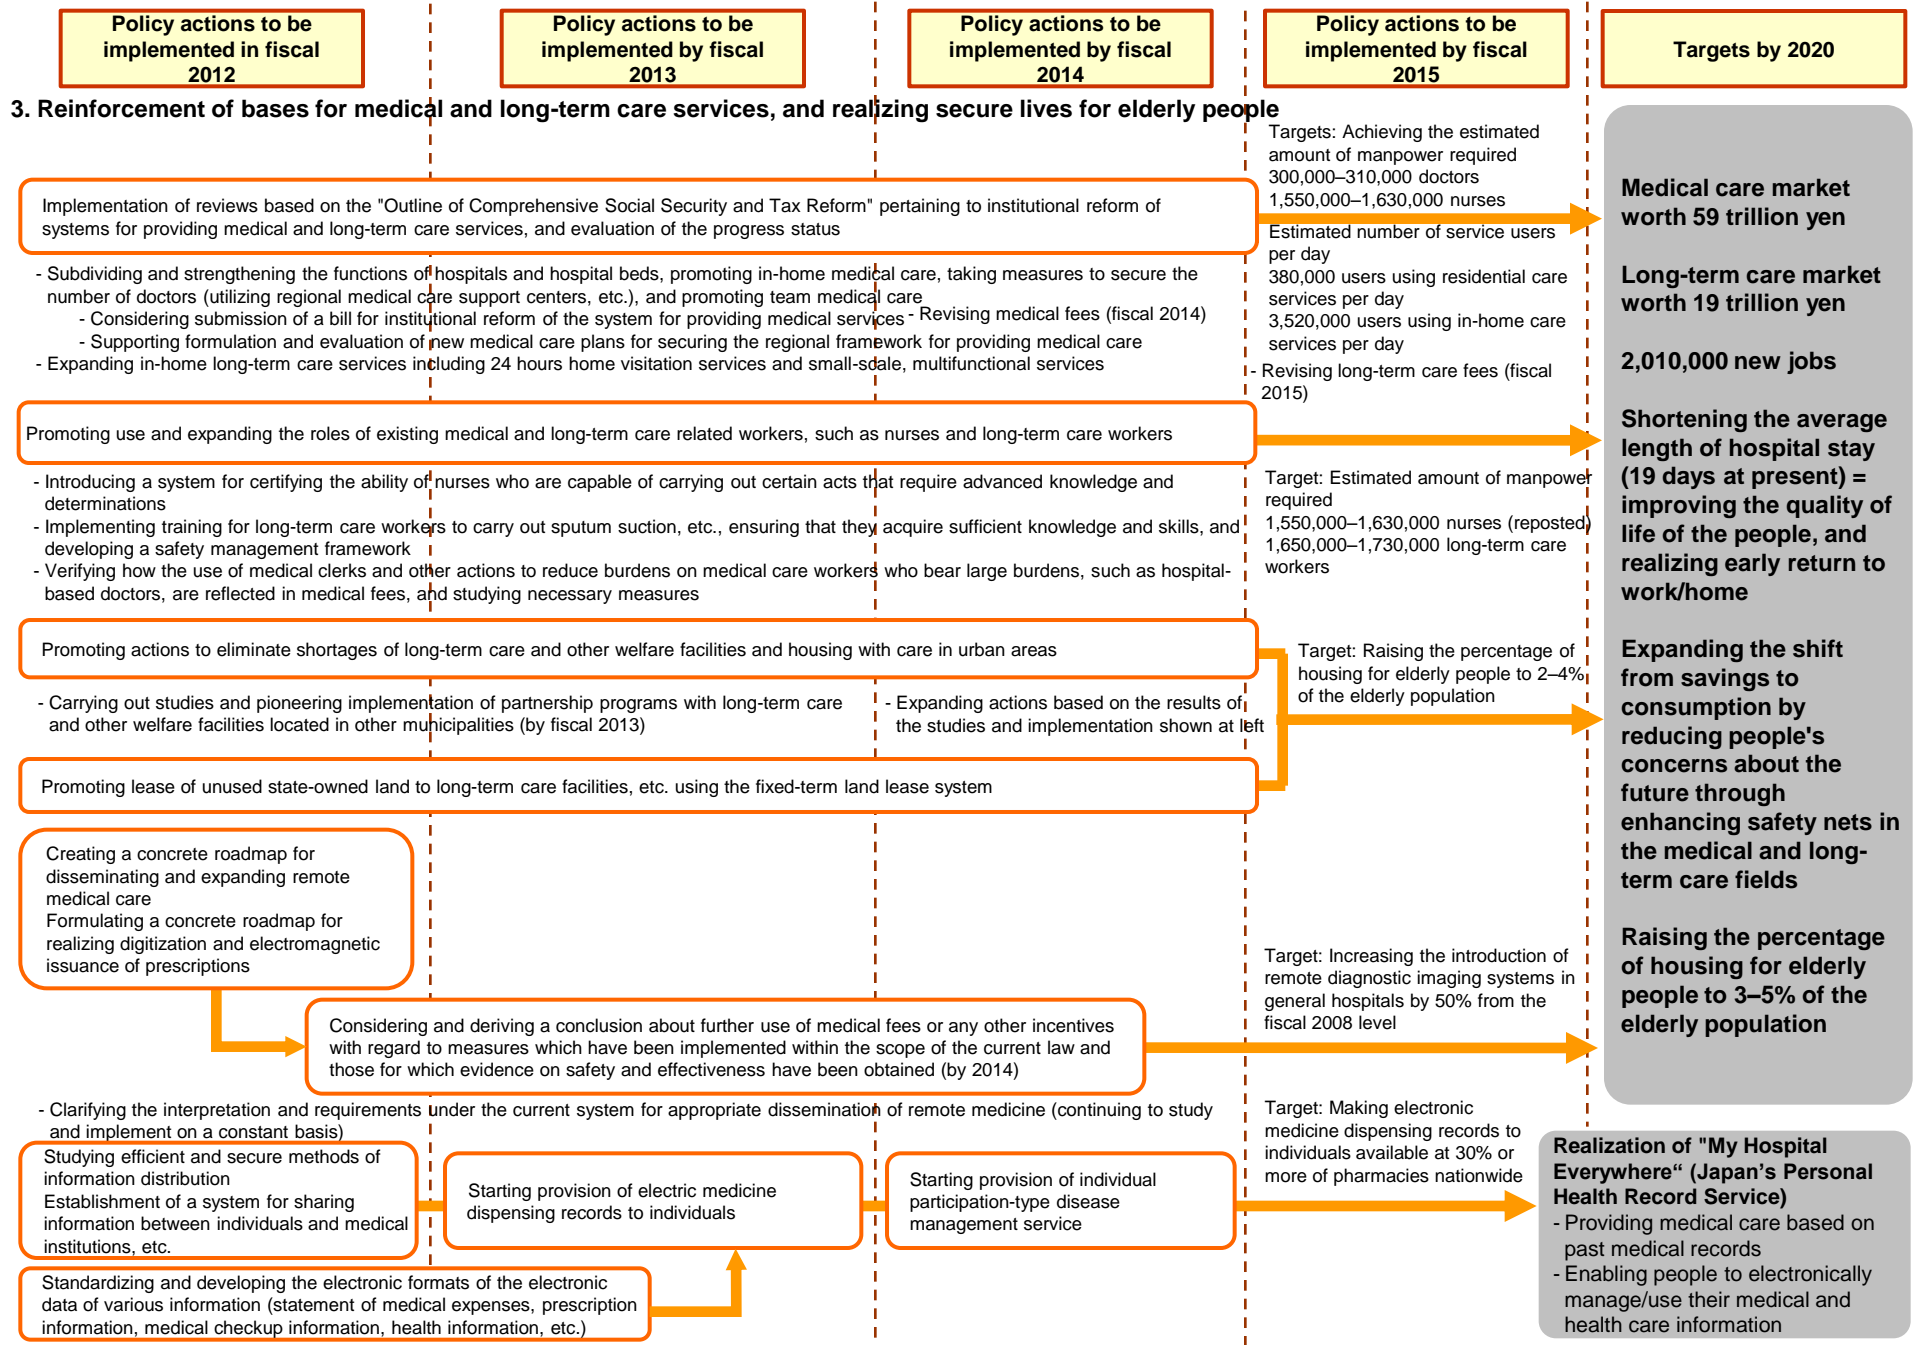 Policy actions to be
implemented in fiscal
2012
Policy actions to be
implemented by fiscal
2013
Policy actions to be
implemented by fiscal
2014
Policy actions to be
implemented by fiscal
2015
Targets by 2020
3. Reinforcement of bases for medical and long-term care services, and realizing secure lives for elderly people
Targets: Achieving the estimated
amount of manpower required
300,000–310,000 doctors
1,550,000–1,630,000 nurses
Estimated number of service users
per day
380,000 users using residential care
services per day
3,520,000 users using in-home care
services per day
- Revising long-term care fees (fiscal
2015)
Implementation of reviews based on the "Outline of Comprehensive Social Security and Tax Reform" pertaining to institutional reform of
systems for providing medical and long-term care services, and evaluation of the progress status
- Subdividing and strengthening the functions of hospitals and hospital beds, promoting in-home medical care, taking measures to secure the
number of doctors (utilizing regional medical care support centers, etc.), and promoting team medical care
- Considering submission of a bill for institutional reform of the system for providing medical services
- Revising medical fees (fiscal 2014)
- Supporting formulation and evaluation of new medical care plans for securing the regional framework for providing medical care
- Expanding in-home long-term care services including 24 hours home visitation services and small-scale, multifunctional services
Promoting use and expanding the roles of existing medical and long-term care related workers, such as nurses and long-term care workers
- Introducing a system for certifying the ability of nurses who are capable of carrying out certain acts that require advanced knowledge and
determinations
- Implementing training for long-term care workers to carry out sputum suction, etc., ensuring that they acquire sufficient knowledge and skills, and
developing a safety management framework
- Verifying how the use of medical clerks and other actions to reduce burdens on medical care workers who bear large burdens, such as hospital-
based doctors, are reflected in medical fees, and studying necessary measures
Target: Estimated amount of manpower
required
1,550,000–1,630,000 nurses (reposted)
1,650,000–1,730,000 long-term care
workers
Promoting actions to eliminate shortages of long-term care and other welfare facilities and housing with care in urban areas
- Carrying out studies and pioneering implementation of partnership programs with long-term care
and other welfare facilities located in other municipalities (by fiscal 2013)
- Expanding actions based on the results of
the studies and implementation shown at left
Target: Raising the percentage of
housing for elderly people to 2–4%
of the elderly population
Promoting lease of unused state-owned land to long-term care facilities, etc. using the fixed-term land lease system
Creating a concrete roadmap for
disseminating and expanding remote
medical care
Formulating a concrete roadmap for
realizing digitization and electromagnetic
issuance of prescriptions
Considering and deriving a conclusion about further use of medical fees or any other incentives
with regard to measures which have been implemented within the scope of the current law and
those for which evidence on safety and effectiveness have been obtained (by 2014)
Target: Increasing the introduction of
remote diagnostic imaging systems in
general hospitals by 50% from the
fiscal 2008 level
- Clarifying the interpretation and requirements under the current system for appropriate dissemination of remote medicine (continuing to study
and implement on a constant basis)
Studying efficient and secure methods of
information distribution
Establishment of a system for sharing
information between individuals and medical
institutions, etc.
Starting provision of electric medicine
dispensing records to individuals
Starting provision of individual
participation-type disease
management service
Target: Making electronic
medicine dispensing records to
individuals available at 30% or
more of pharmacies nationwide
Standardizing and developing the electronic formats of the electronic
data of various information (statement of medical expenses, prescription
information, medical checkup information, health information, etc.)
Medical care market
worth 59 trillion yen
Long-term care market
worth 19 trillion yen
2,010,000 new jobs
Shortening the average
length of hospital stay
(19 days at present) =
improving the quality of
life of the people, and
realizing early return to
work/home
Expanding the shift
from savings to
consumption by
reducing people's
concerns about the
future through
enhancing safety nets in
the medical and long-
term care fields
Raising the percentage
of housing for elderly
people to 3–5% of the
elderly population
Realization of "My Hospital
Everywhere“ (Japan’s Personal
Health Record Service)
- Providing medical care based on
past medical records
- Enabling people to electronically
manage/use their medical and
health care information